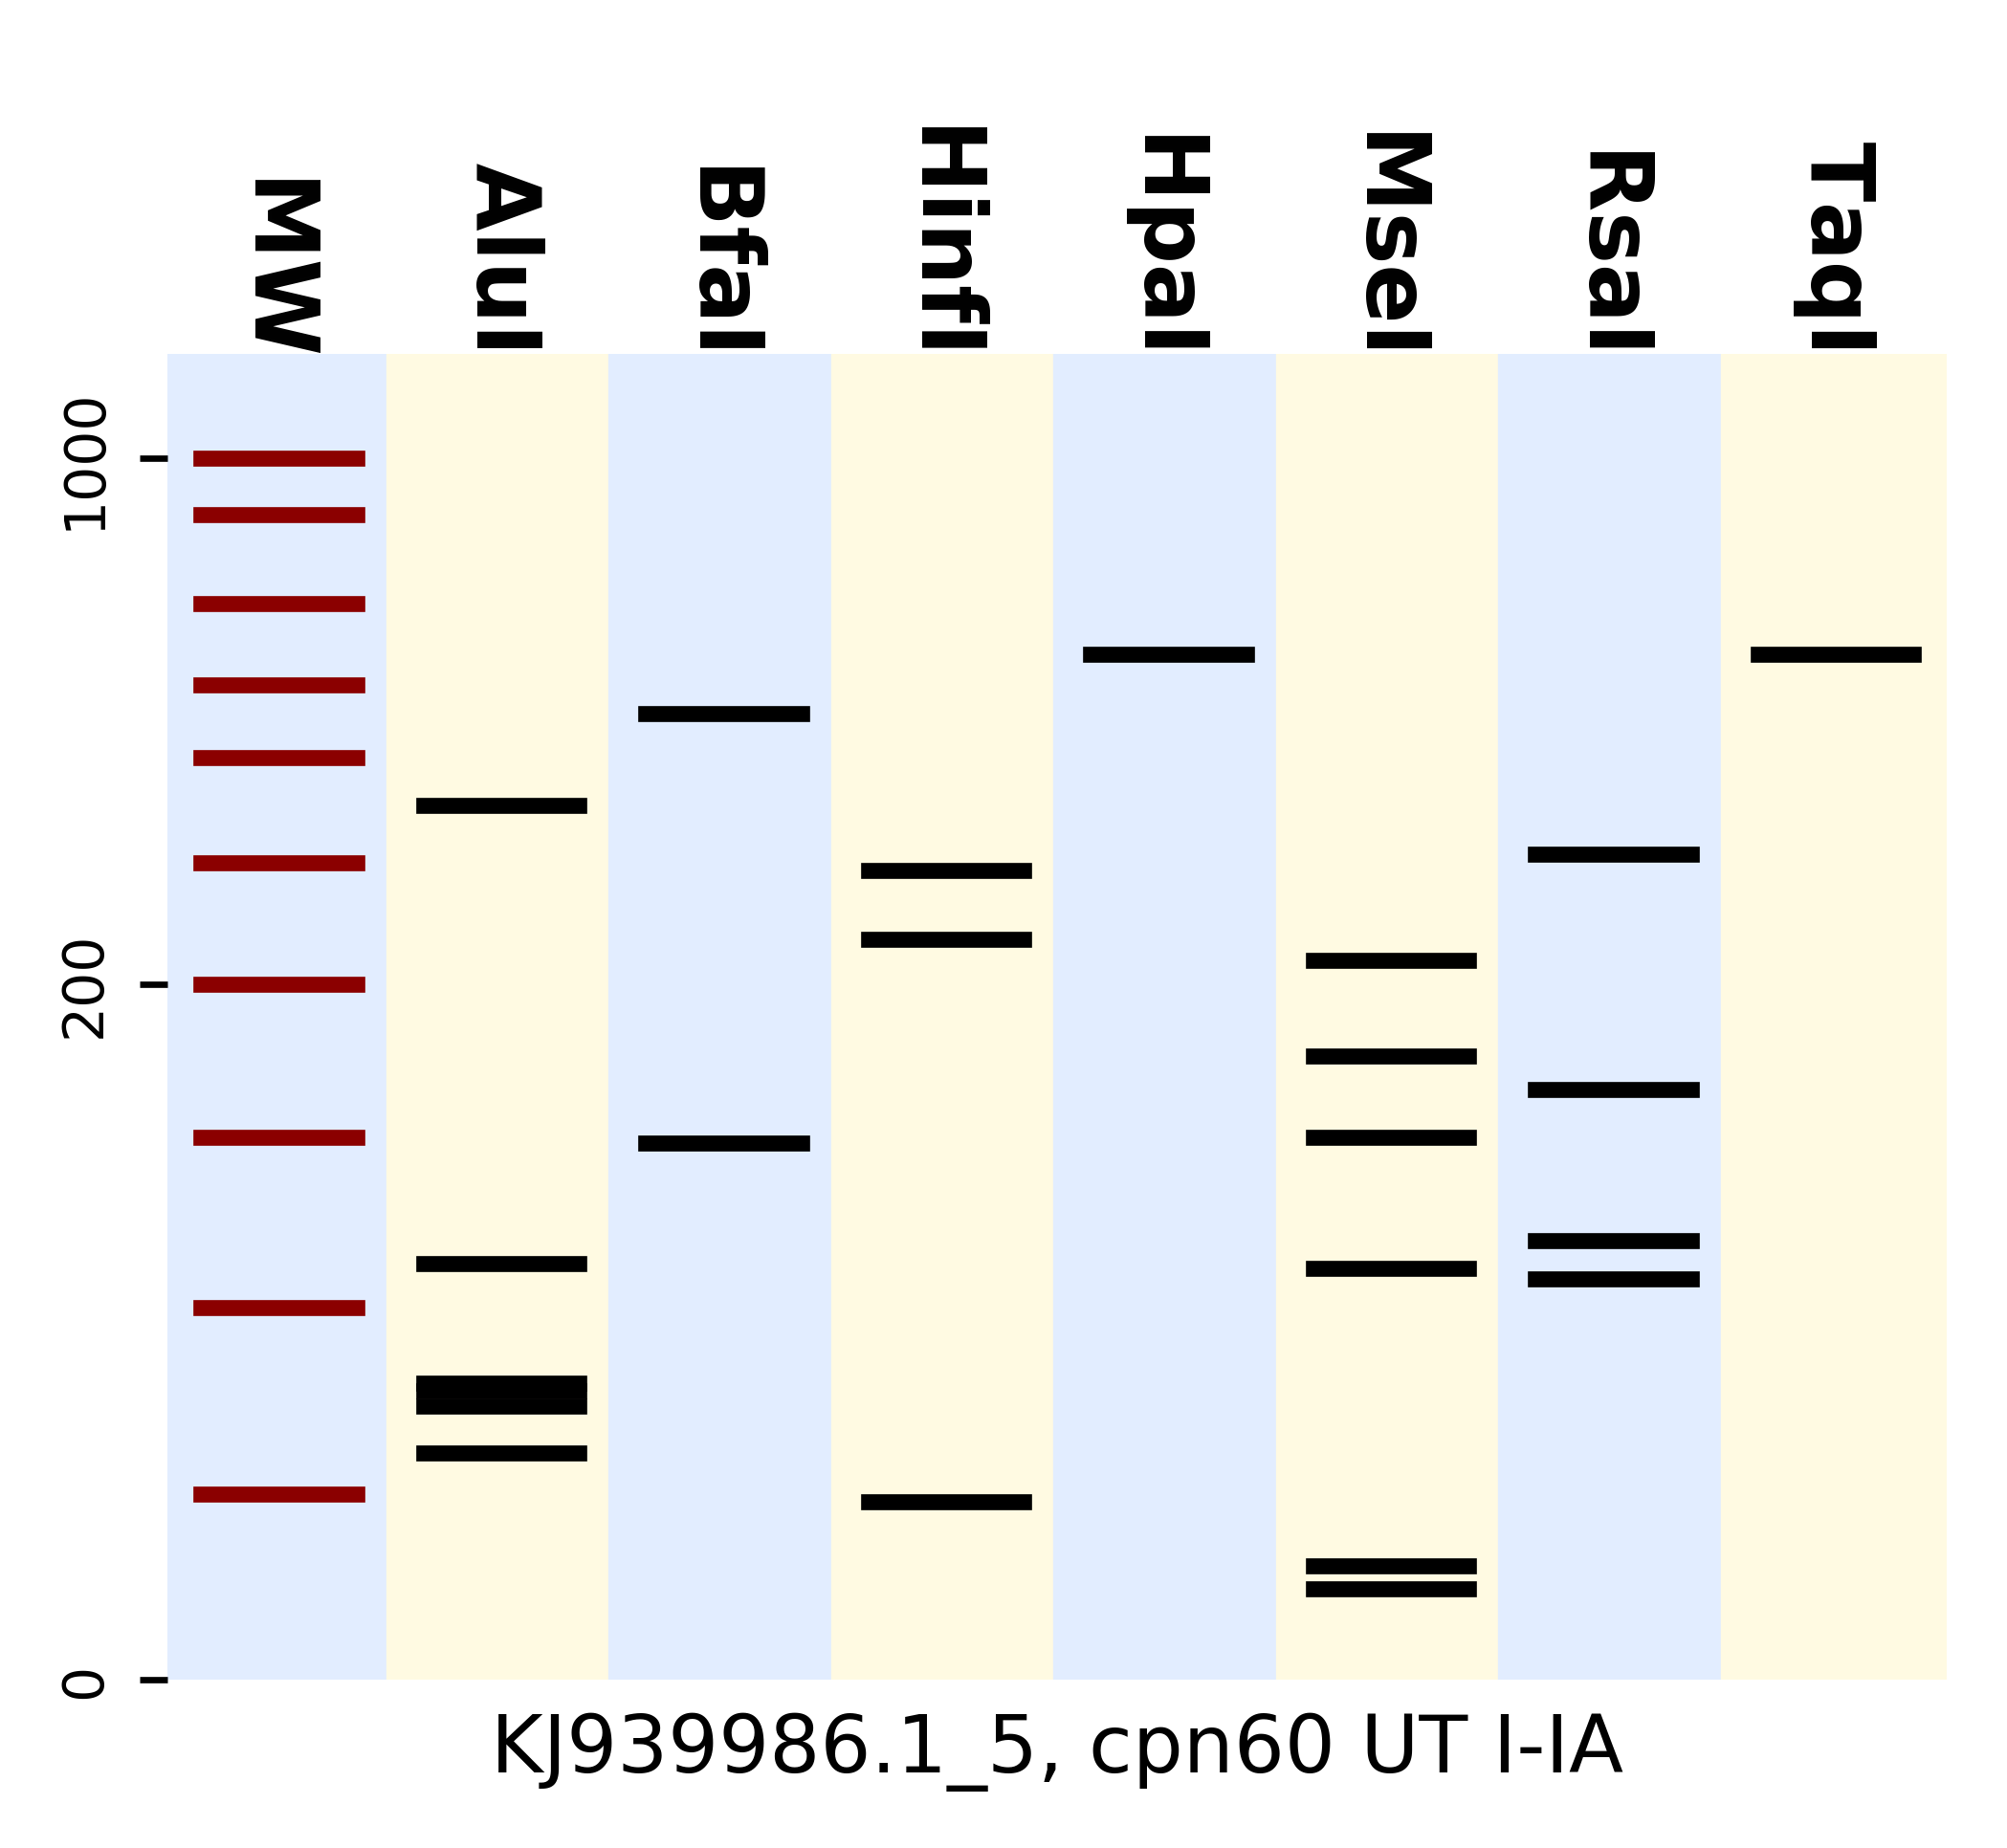 MW
AluI
BfaI
HinfI
HpaI
MseI
RsaI
TaqI
1000
200
0
KJ939986.1_5, cpn60 UT I-IA